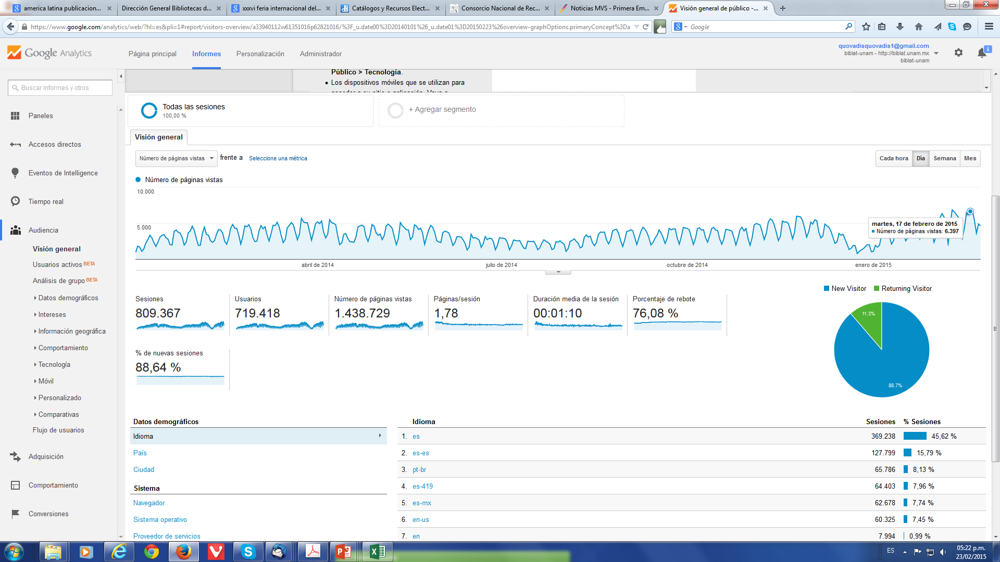 america latina publicacion...
Dirección General Bibliotecas d...
xxxvi feria internacional del...
Catálogos y Recursos Elect...
Consorcio Nacional de Rec...
Noticias MVS - Primera Em...
Visión general de público -...
https://www.google.com/analytics/web/?hl=es&pli=1#report/visitors-overview/a33940112w61351016p62821016/%3F_u.date00%3D20140101%26_u.date01%3D20150223%26overview-graphOptions.primaryConcept%3Da
Google
Google Analytics
Página principal
Informes
Personalización
Administrador
quovadisquovadis1@gmail.com
biblat-unam - http://biblat.unam.mx
biblat-unam
Buscar informes y otros
Paneles
Accesos directos
Eventos de Intelligence
Tiempo real
Audiencia
Visión general
Usuarios activos BETA
Análisis de grupo BETA
Datos demográficos
Intereses
Información geográfica
Comportamiento
Tecnología
Móvil
Personalizado
Comparativas
Flujo de usuarios
Adquisición
Comportamiento
Conversiones
Público > Tecnología.
• Los dispositivos móviles que se utilizan para
Todas las sesiones
100,00 %
+ Agregar segmento
Visión general
Número de páginas vistas frente a Seleccione una métrica
Cada hora Día Semana Mes
Número de páginas vistas
10.000
5.000
martes, 17 de febrero de 2015
Número de páginas vistas: 6.397
abril de 2014 julio de 2014 octubre de 2014 enero de 2015
New Visitor Returning Visitor
11.3%
88.7%
Sesiones
809.367
Usuarios
719.418
Número de páginas vistas
1.438.729
Páginas/sesión
1,78
Duración media de la sesión
00:01:10
Porcentaje de rebote
76,08 %
% de nuevas sesiones
88,64 %
Datos demográficos
Idioma
País
Ciudad
Sistema
Navegador
Sistema operativo
Proveedor de servicios
Idioma Sesiones % Sesiones
1. es 369.238 45,62 %
2. es-es 127.799 15,79 %
3. pt-br 65.786 8,13 %
4. es-419 64.403 7,96 %
5. es-mx 62.678 7,74 %
6. en-us 60.325 7,45 %
7. en 7.994 0,99 %
ES
05:22 p.m.
23/02/2015